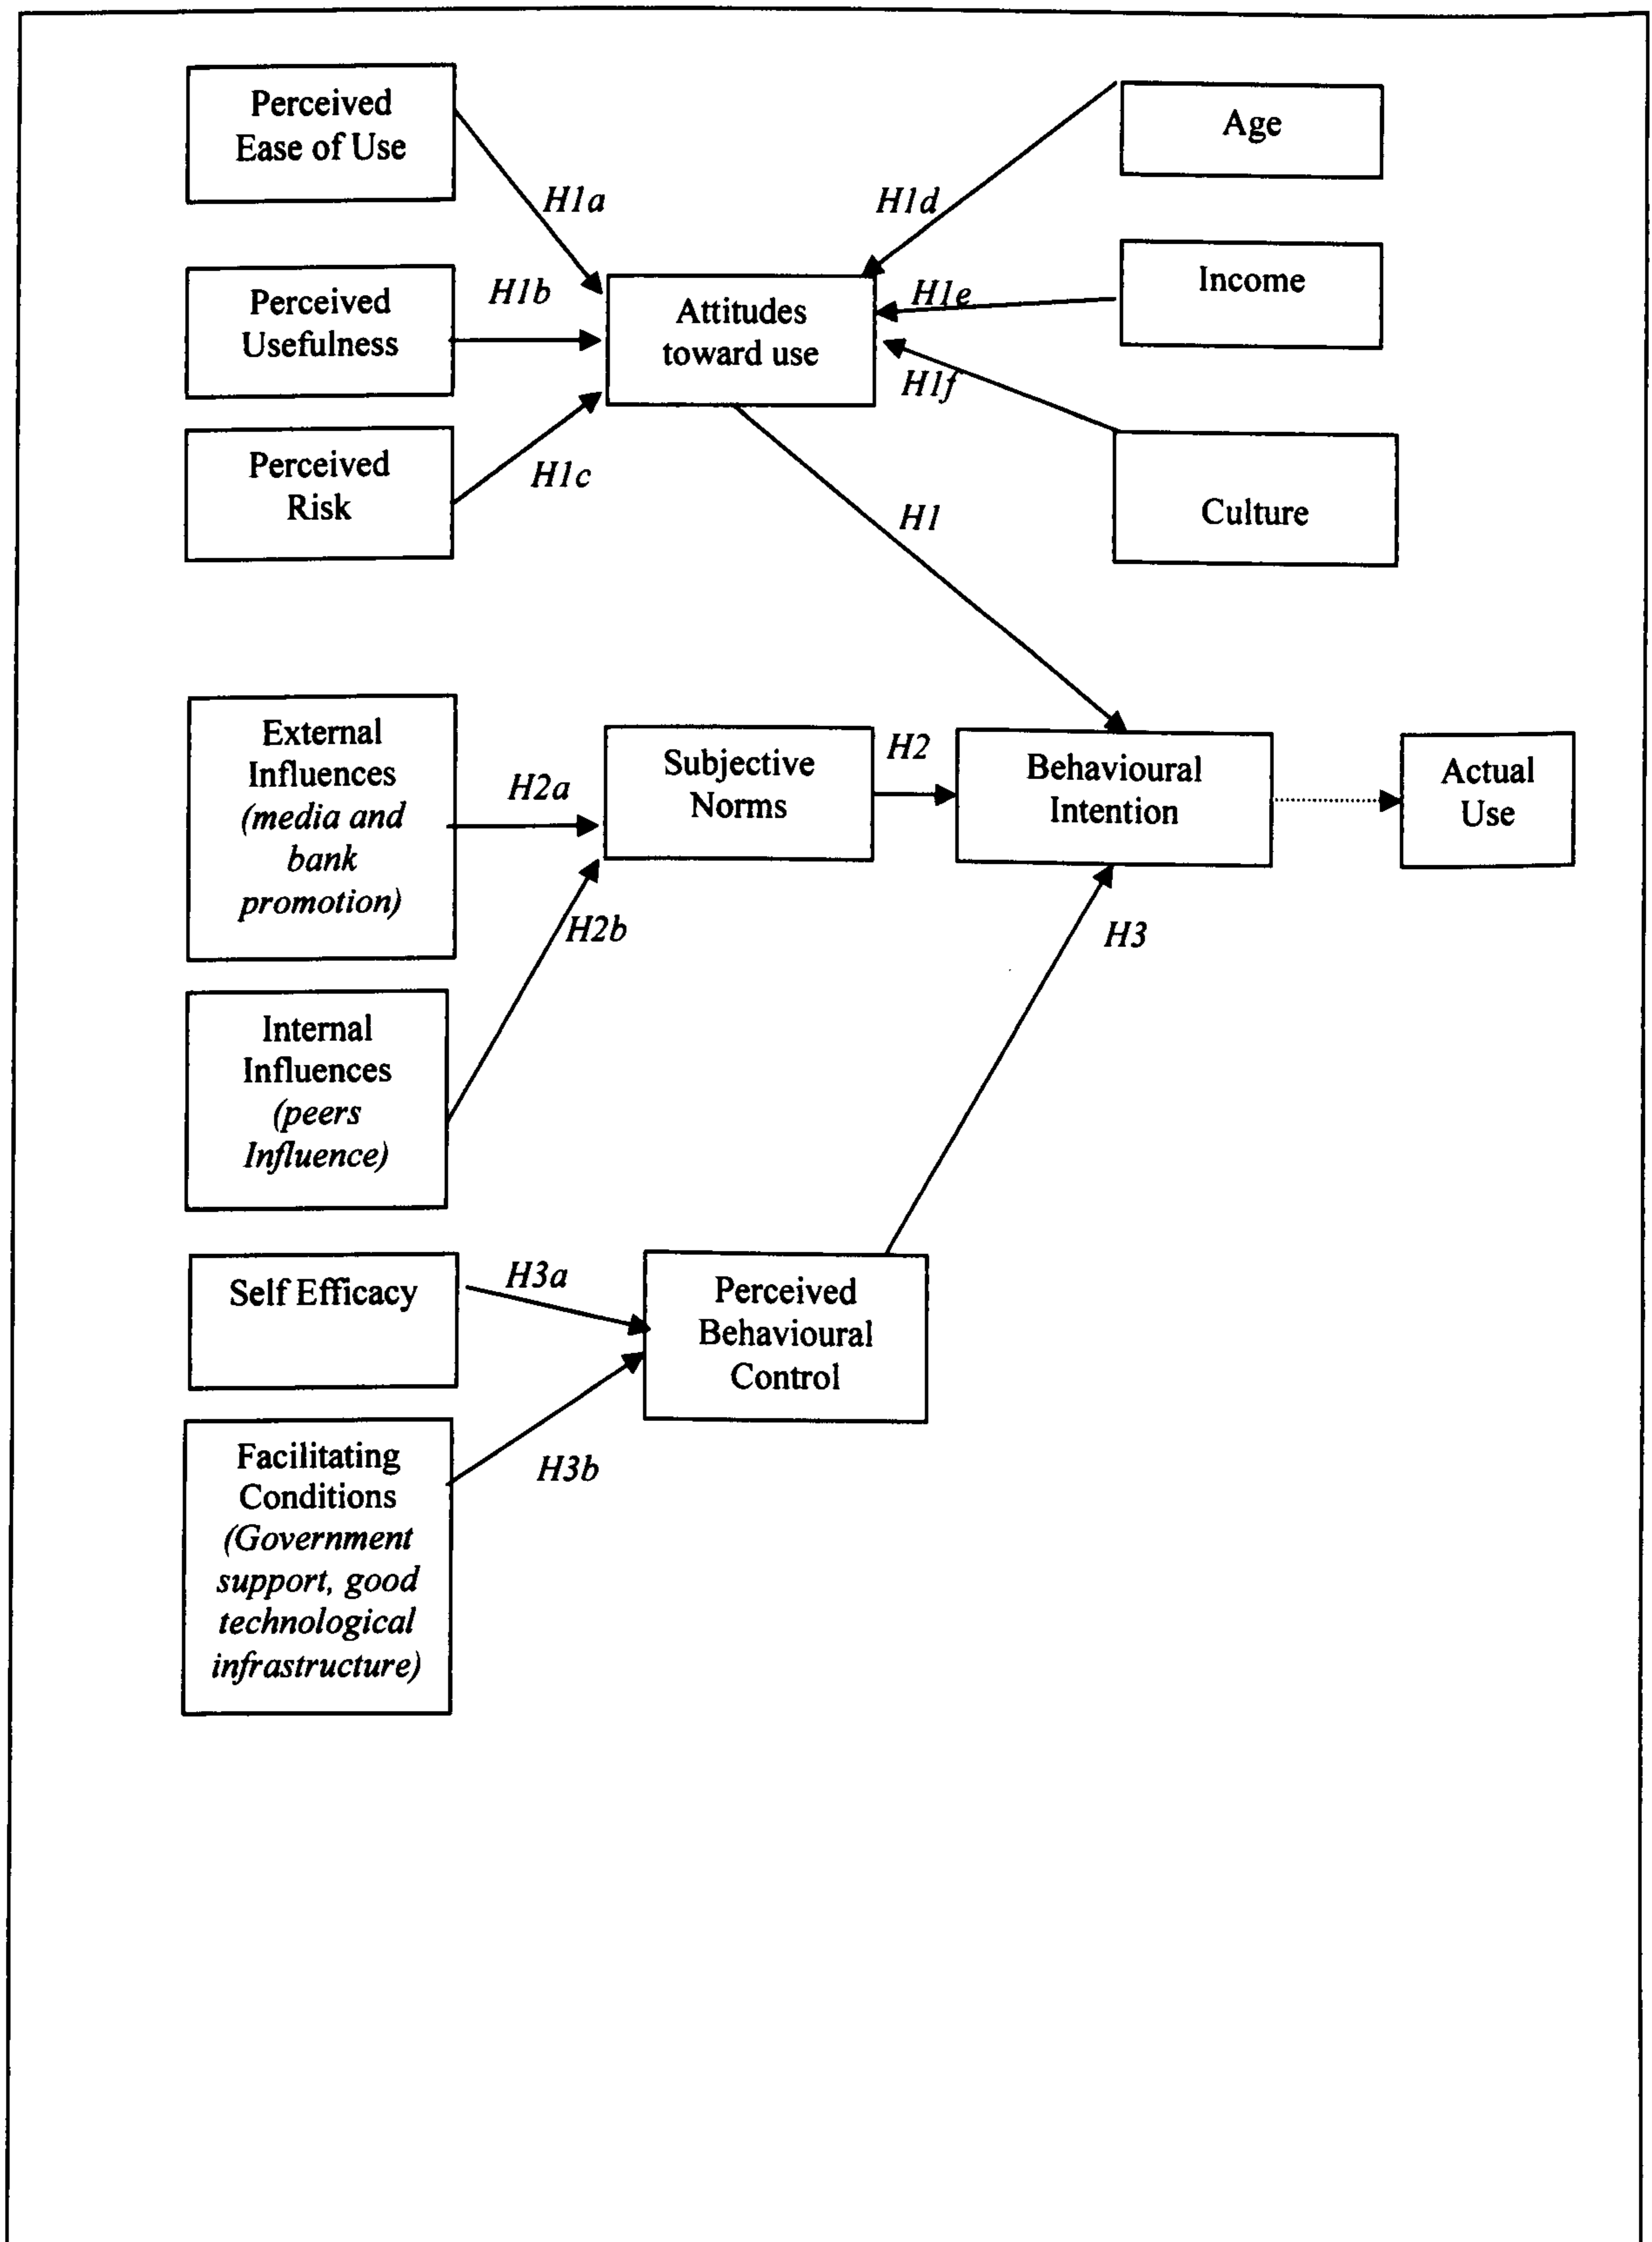 Perceived
Ease of Use
Age
H1a
H1d
Income
H1b
H1e
Perceived
Usefulness
Attitudes
toward use
H1f
Perceived
Risk
H1c
H1
Culture
External
Influences
(media and
bank
promotion)
H2a
Subjective
Norms
H2
Behavioural
Intention
Actual
Use
H2b
H3
Internal
Influences
(peers
Influence)
Self Efficacy
H3a
Perceived
Behavioural
Control
Facilitating
Conditions
(Government
support, good
technological
infrastructure)
H3b